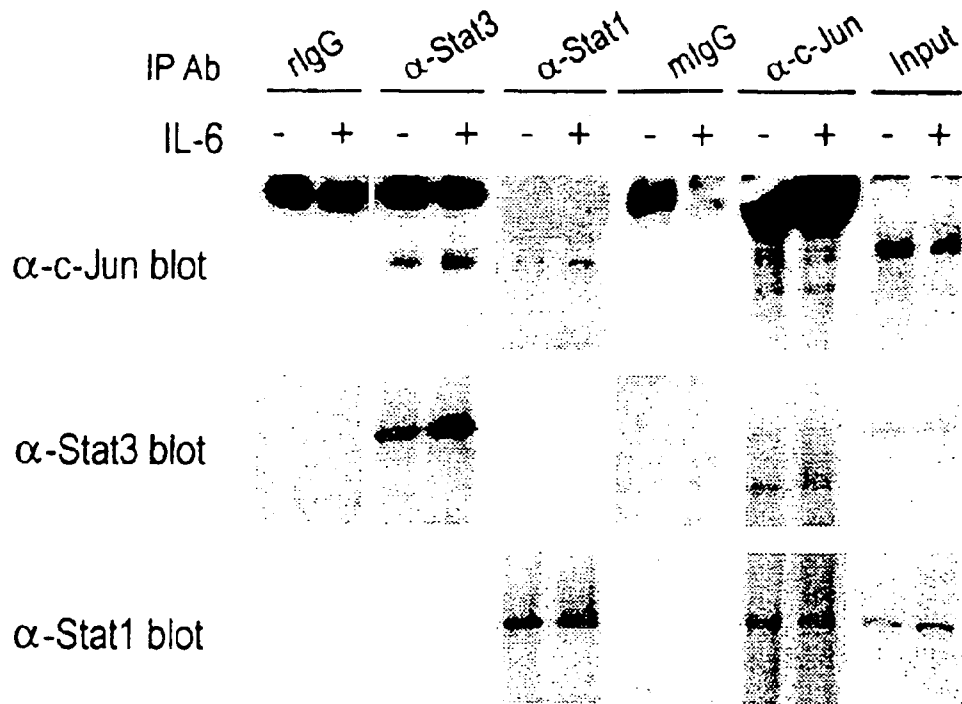 IP Ab rIgG α-Stat3 α-Stat1 mIgG α-c-Jun Input
IL-6 - + - + - + - + - + - +
α-c-Jun blot
α-Stat3 blot
α-Stat1 blot